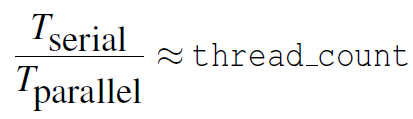 T_serial / T_parallel ≈ thread_count